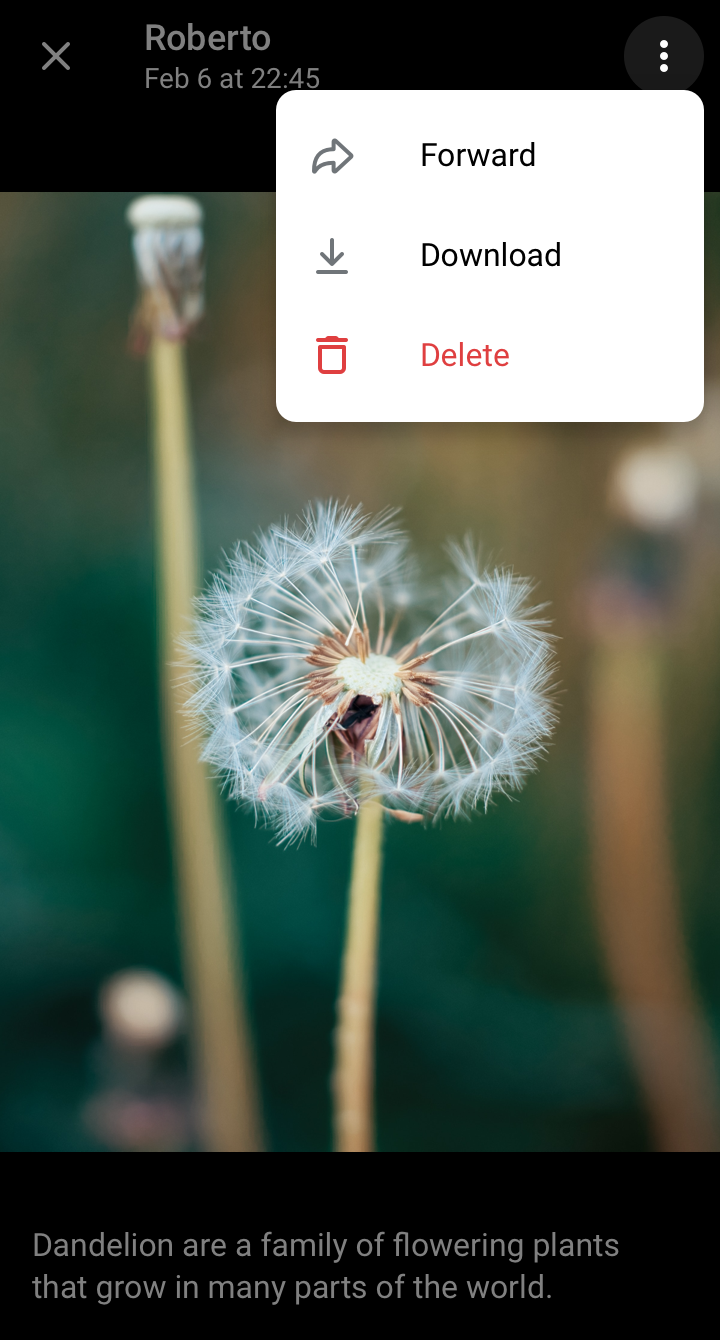 Roberto
Feb 6 at 22:45
Forward
Download
Delete
Dandelion are a family of flowering plants
that grow in many parts of the world.